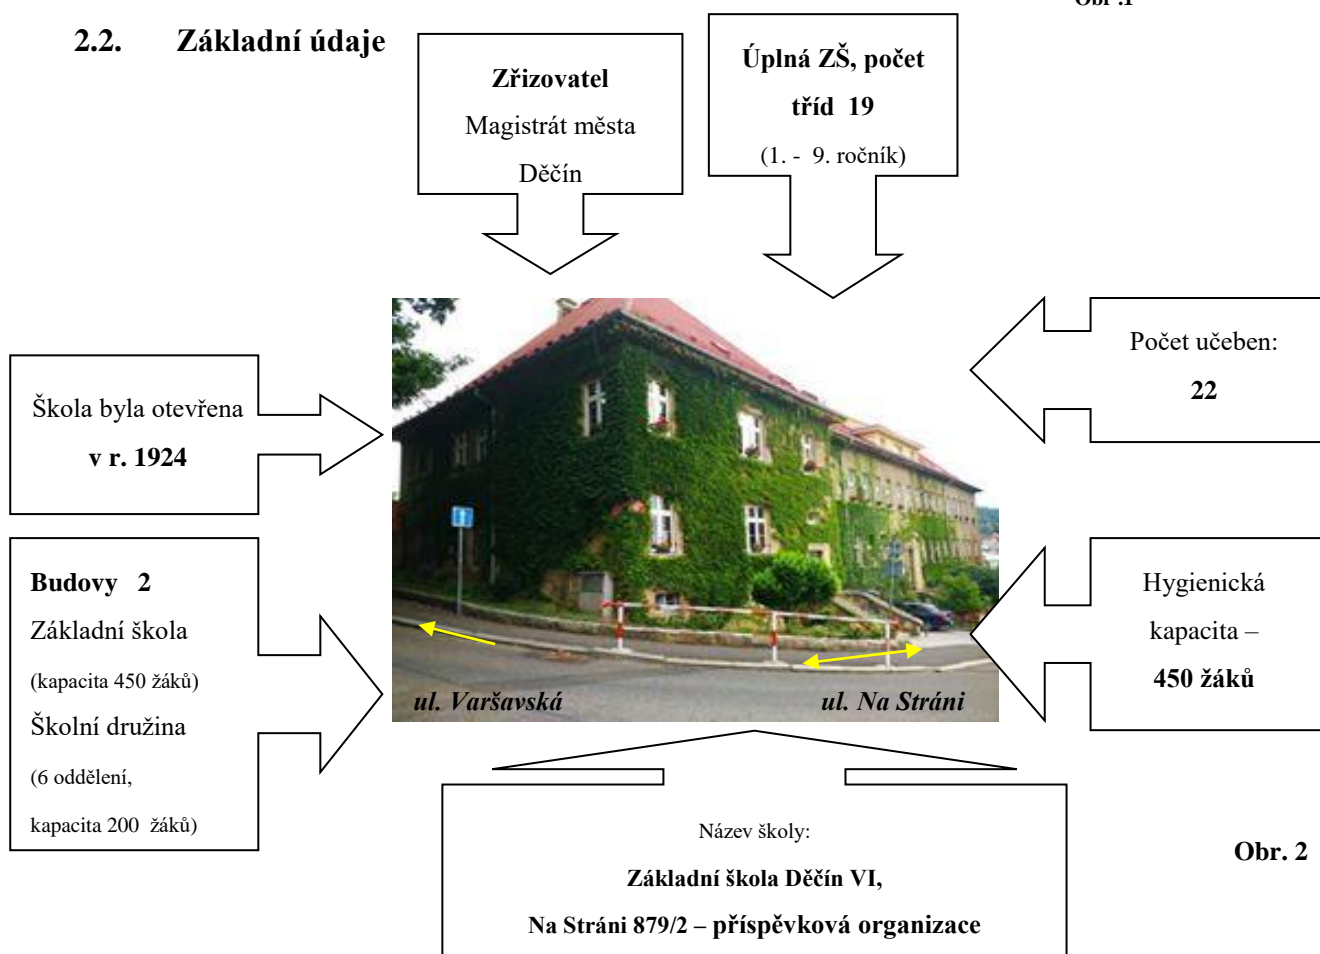 Obr .1
2.2. Základní údaje
Zřizovatel
Magistrát města
Děčín
Úplná ZŠ, počet
tříd 19
(1. - 9. ročník)
Počet učeben:
22
Škola byla otevřena
v r. 1924
Budovy 2
Základní škola
(kapacita 450 žáků)
Školní družina
(6 oddělení,
kapacita 200 žáků)
Hygienická
kapacita –
450 žáků
ul. Varšavská
ul. Na Stráni
Název školy:
Základní škola Děčín VI,
Na Stráni 879/2 – příspěvková organizace
Obr. 2